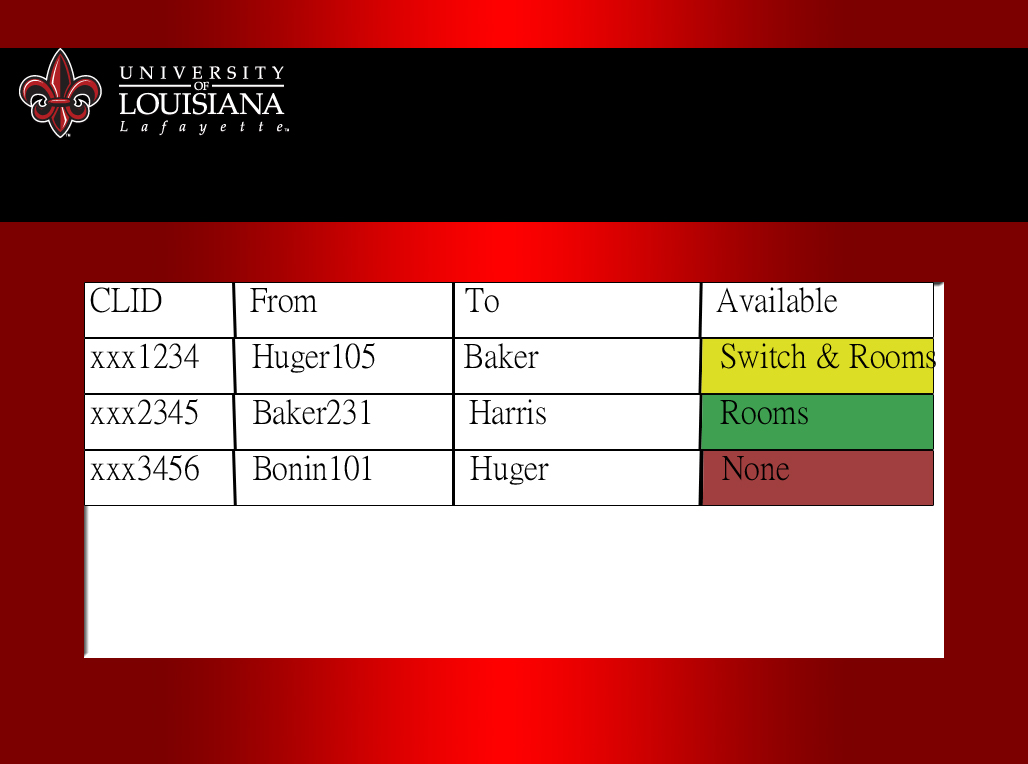 UNIVERSITY
OF
LOUISIANA
Lafayette™
CLID From To Available
xxx1234 Huger105 Baker Switch & Rooms
xxx2345 Baker231 Harris Rooms
xxx3456 Bonin101 Huger None